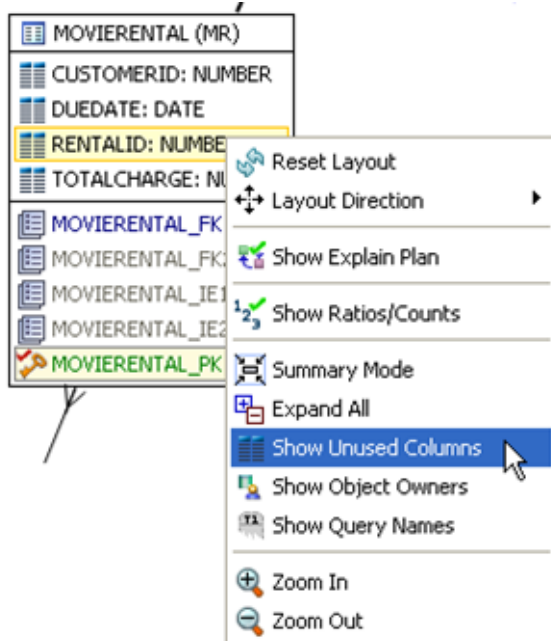 MOVIERENTAL (MR)
CUSTOMERID: NUMBER
DUEDATE: DATE
RENTALID: NUMBE
TOTALCHARGE: NU
MOVIERENTAL_FK
MOVIERENTAL_FK2
MOVIERENTAL_IE1
MOVIERENTAL_IE2
MOVIERENTAL_PK
Reset Layout
Layout Direction
Show Explain Plan
Show Ratios/Counts
Summary Mode
Expand All
Show Unused Columns
Show Object Owners
Show Query Names
Zoom In
Zoom Out